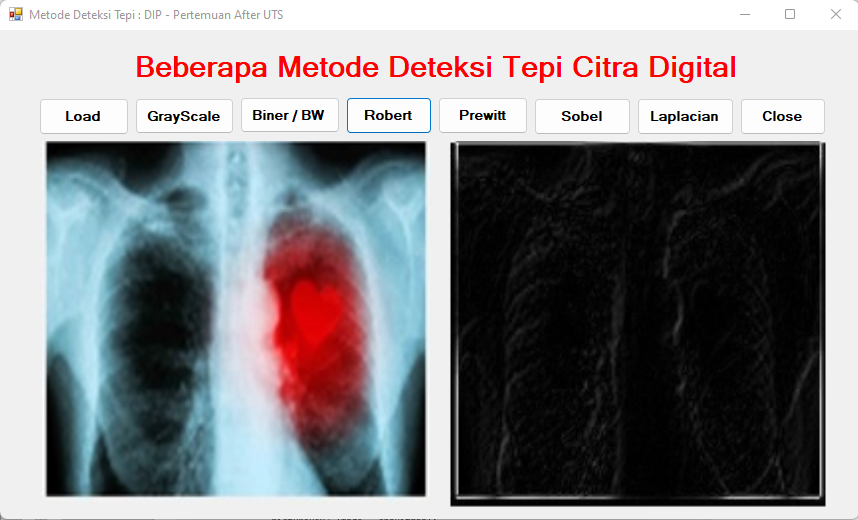 Metode Deteksi Tepi : DIP - Pertemuan After UTS
Beberapa Metode Deteksi Tepi Citra Digital
Load GrayScale Biner / BW Robert Prewitt Sobel Laplacian Close